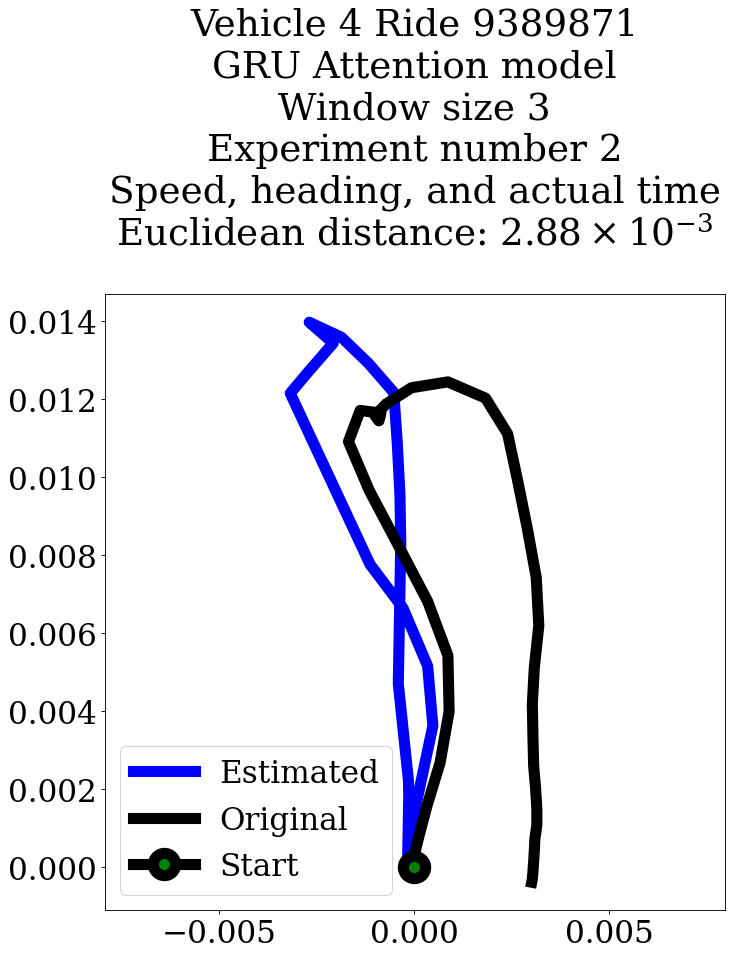 Vehicle 4 Ride 9389871
GRU Attention model
Window size 3
Experiment number 2
Speed, heading, and actual time
Euclidean distance: 2.88 × 10⁻³
0.014
0.012
0.010
0.008
0.006
0.004
0.002
0.000
Estimated
Original
Start
−0.005 0.000 0.005